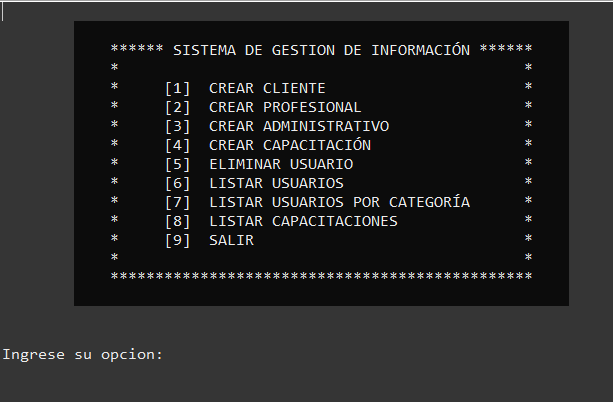 ****** SISTEMA DE GESTION DE INFORMACIÓN ******
*                                             *
*     [1]  CREAR CLIENTE                      *
*     [2]  CREAR PROFESIONAL                  *
*     [3]  CREAR ADMINISTRATIVO               *
*     [4]  CREAR CAPACITACIÓN                 *
*     [5]  ELIMINAR USUARIO                   *
*     [6]  LISTAR USUARIOS                    *
*     [7]  LISTAR USUARIOS POR CATEGORÍA      *
*     [8]  LISTAR CAPACITACIONES              *
*     [9]  SALIR                              *
*                                             *
***********************************************
Ingrese su opcion: